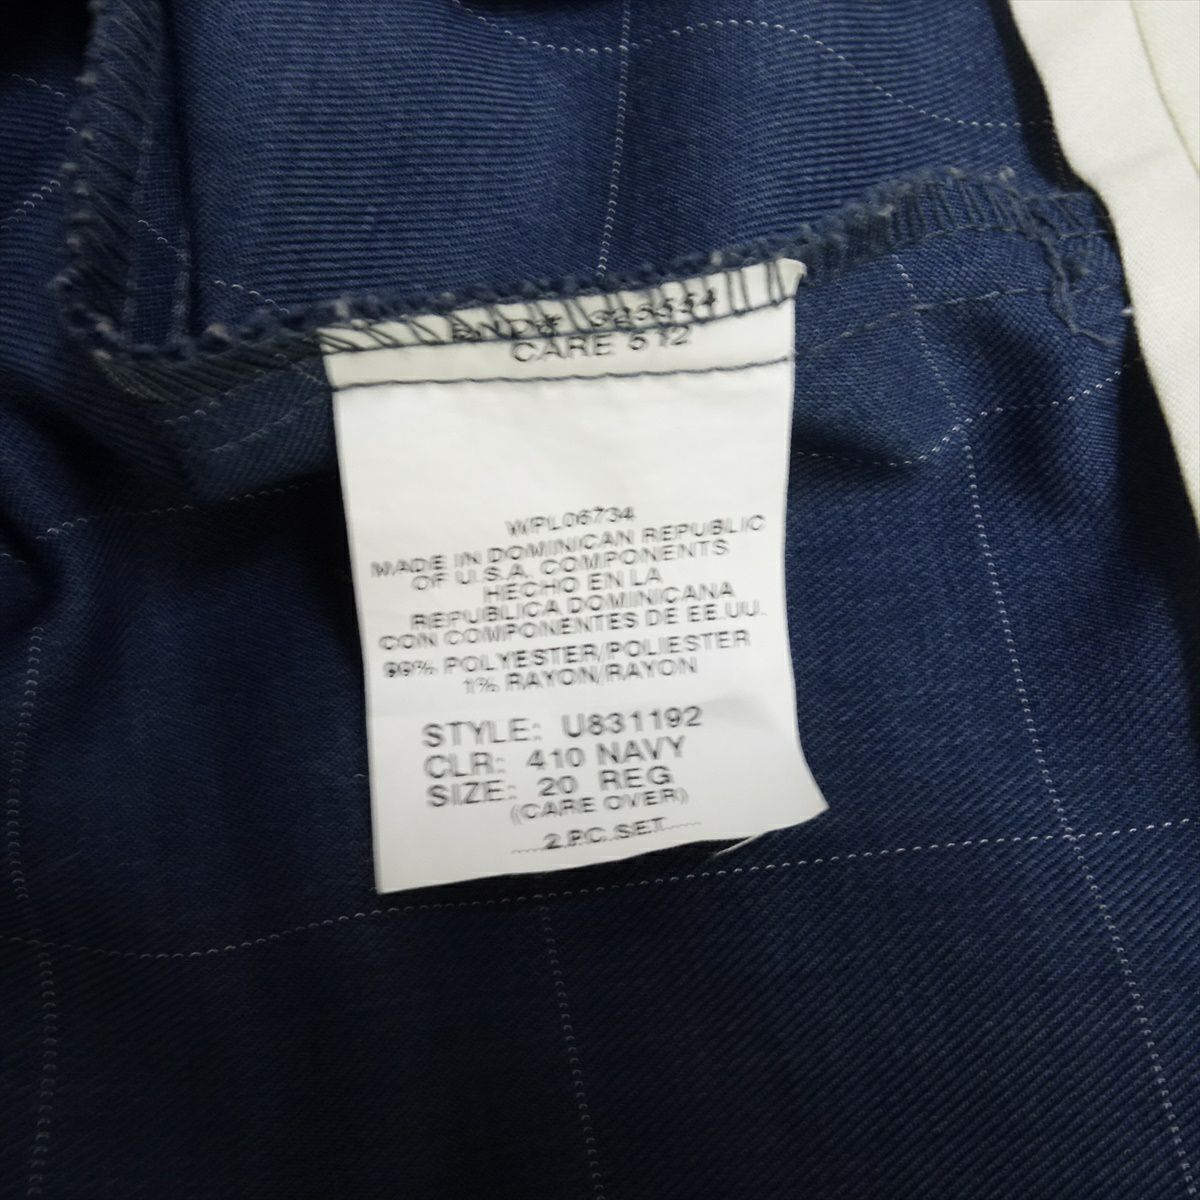 CARE 512
WPL06734
MADE IN DOMINICAN REPUBLIC
OF U.S.A. COMPONENTS
HECHO EN LA
REPUBLICA DOMINICANA
CON COMPONENTES DE EE.UU.
99% POLYESTER/POLIESTER
1% RAYON/RAYON
STYLE: U831192
CLR: 410 NAVY
SIZE: 20 REG
(CARE OVER)
2 PC SET